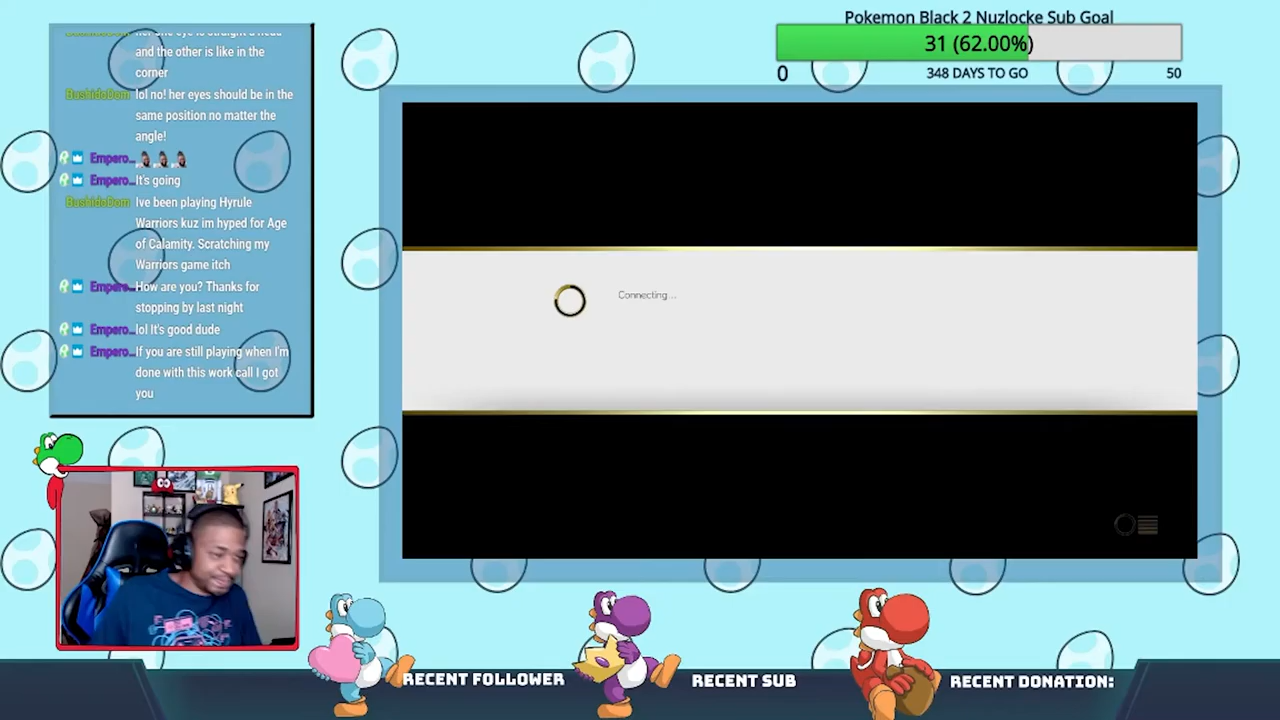 Pokemon Black 2 Nuzlocke Sub Goal
31 (62.00%)
0
348 DAYS TO GO
50
and the other is like in the
corner
BushidoDom lol no! her eyes should be in the
same position no matter the
angle!
Empero...
Empero... It's going
BushidoDom Ive been playing Hyrule
Warriors kuz im hyped for Age
of Calamity. Scratching my
Warriors game itch
Empero... How are you? Thanks for
stopping by last night
Empero... lol It's good dude
Empero... If you are still playing when I'm
done with this work call I got
you
Connecting...
RECENT FOLLOWER
RECENT SUB
RECENT DONATION: